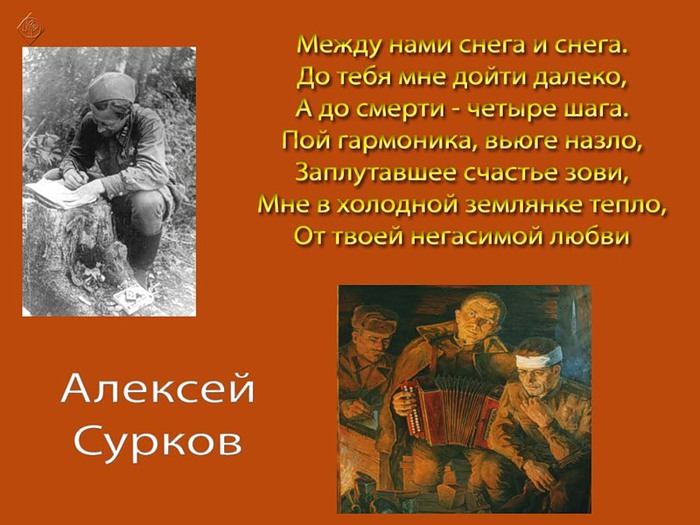 Между нами снега и снега.
До тебя мне дойти далеко,
А до смерти - четыре шага.
Пой гармоника, вьюге назло,
Заплутавшее счастье зови,
Мне в холодной землянке тепло,
От твоей негасимой любви
Алексей
Сурков